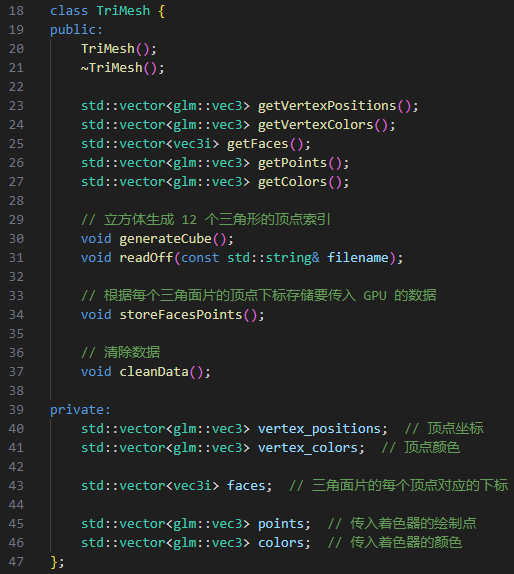 18 class TriMesh {
19 public:
20     TriMesh();
21     ~TriMesh();
22
23     std::vector<glm::vec3> getVertexPositions();
24     std::vector<glm::vec3> getVertexColors();
25     std::vector<vec3i> getFaces();
26     std::vector<glm::vec3> getPoints();
27     std::vector<glm::vec3> getColors();
28
29     // 立方体生成 12 个三角形的顶点索引
30     void generateCube();
31     void readOff(const std::string& filename);
32
33     // 根据每个三角面片的顶点下标存储要传入 GPU 的数据
34     void storeFacesPoints();
35
36     // 清除数据
37     void cleanData();
38
39 private:
40     std::vector<glm::vec3> vertex_positions;  // 顶点坐标
41     std::vector<glm::vec3> vertex_colors;  // 顶点颜色
42
43     std::vector<vec3i> faces;  // 三角面片的每个顶点对应的下标
44
45     std::vector<glm::vec3> points;  // 传入着色器的绘制点
46     std::vector<glm::vec3> colors;  // 传入着色器的颜色
47 };